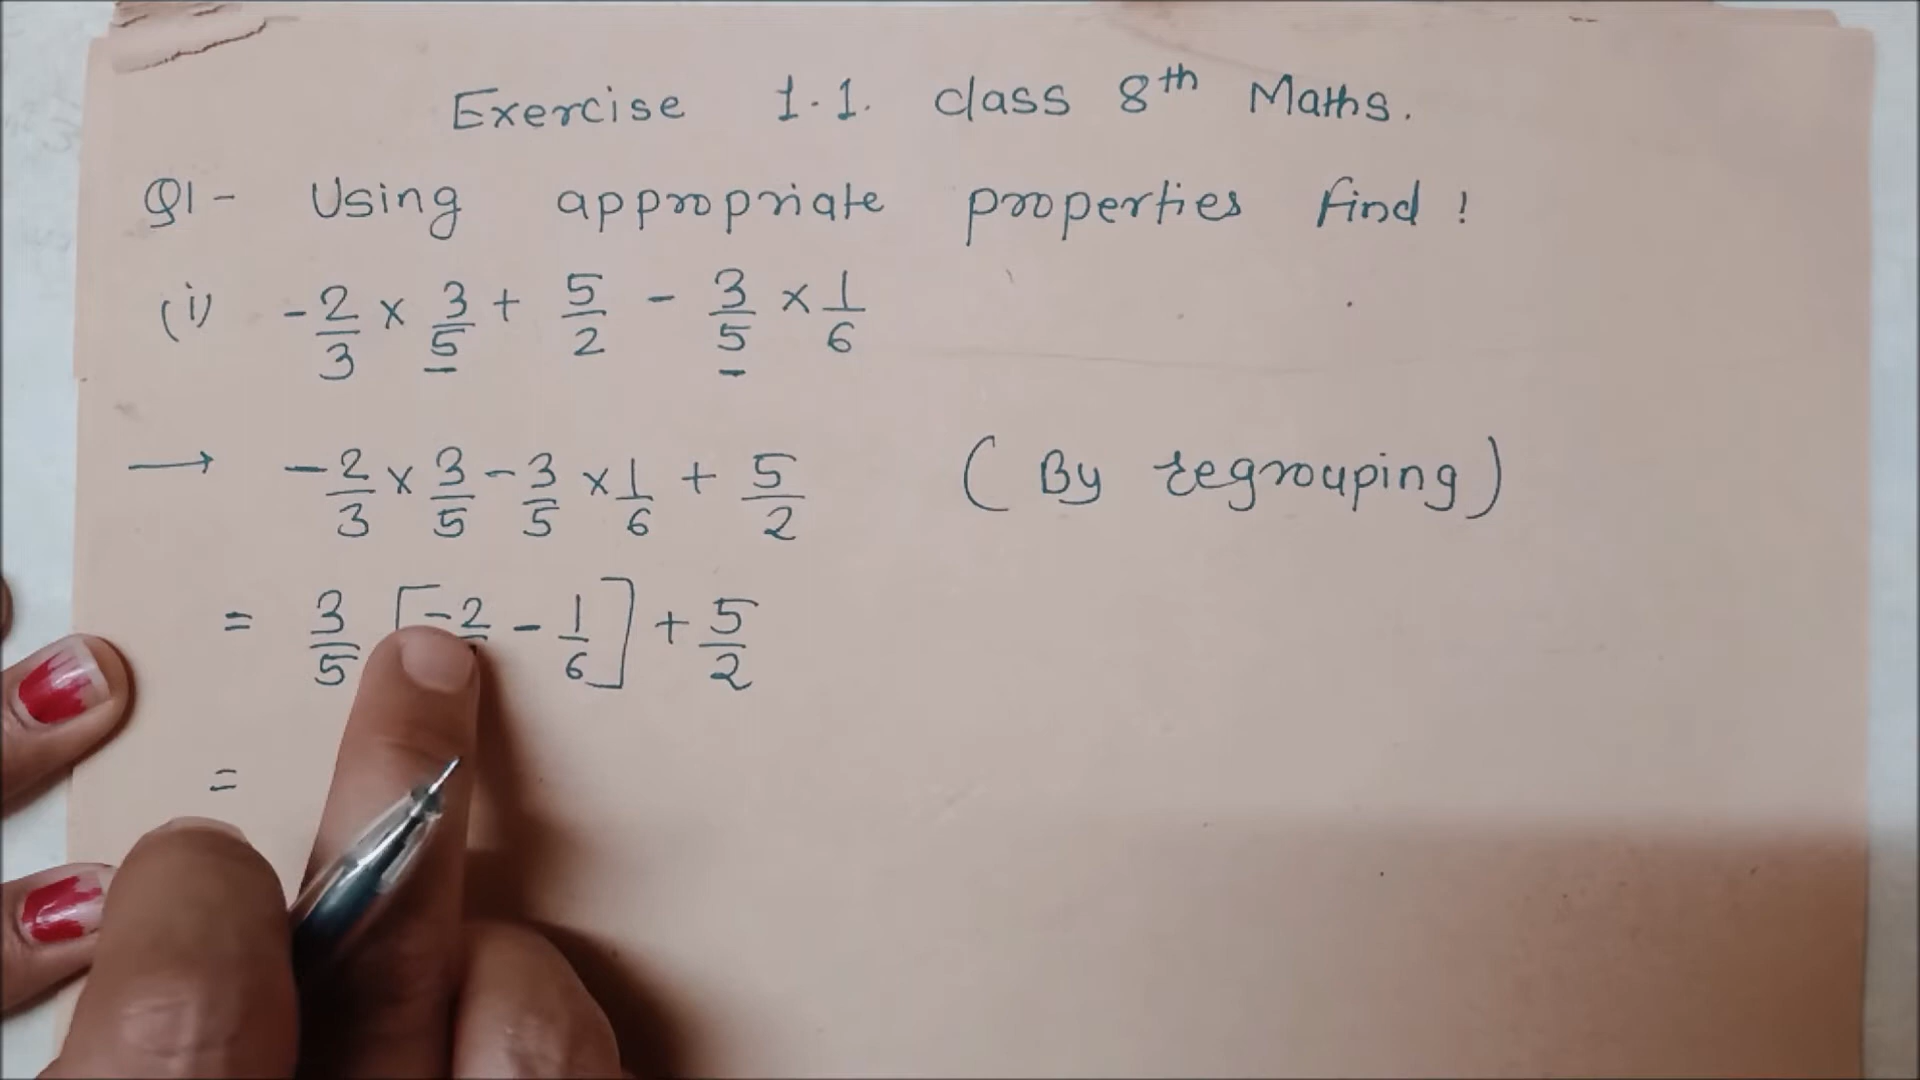 Exercise 1.1. class 8th Maths.
Q1- Using appropriate properties find !
(i) -2/3 × 3/5 + 5/2 - 3/5 × 1/6
→ -2/3 × 3/5 - 3/5 × 1/6 + 5/2 (By regrouping)
= 3/5 [-2 - 1/6] + 5/2
=